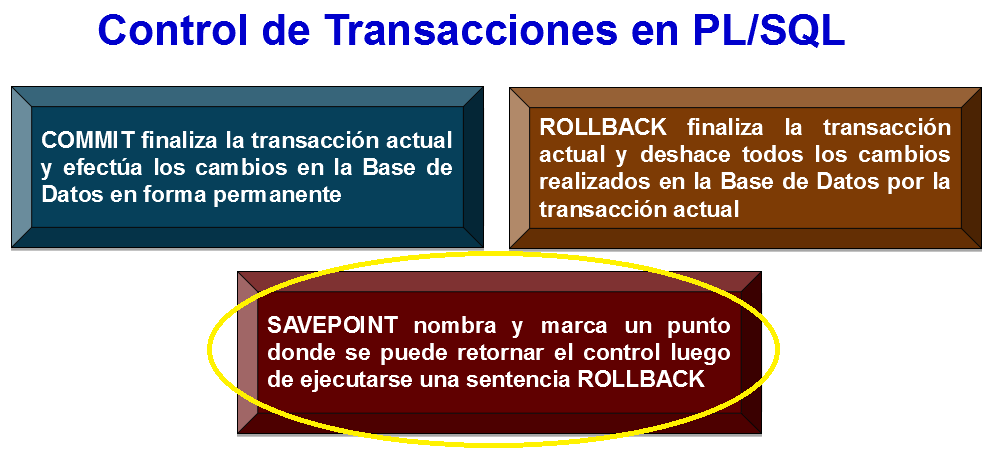 Control de Transacciones en PL/SQL
COMMIT finaliza la transacción actual
y efectúa los cambios en la Base de
Datos en forma permanente
ROLLBACK finaliza la transacción
actual y deshace todos los cambios
realizados en la Base de Datos por la
transacción actual
SAVEPOINT nombra y marca un punto
donde se puede retornar el control luego
de ejecutarse una sentencia ROLLBACK